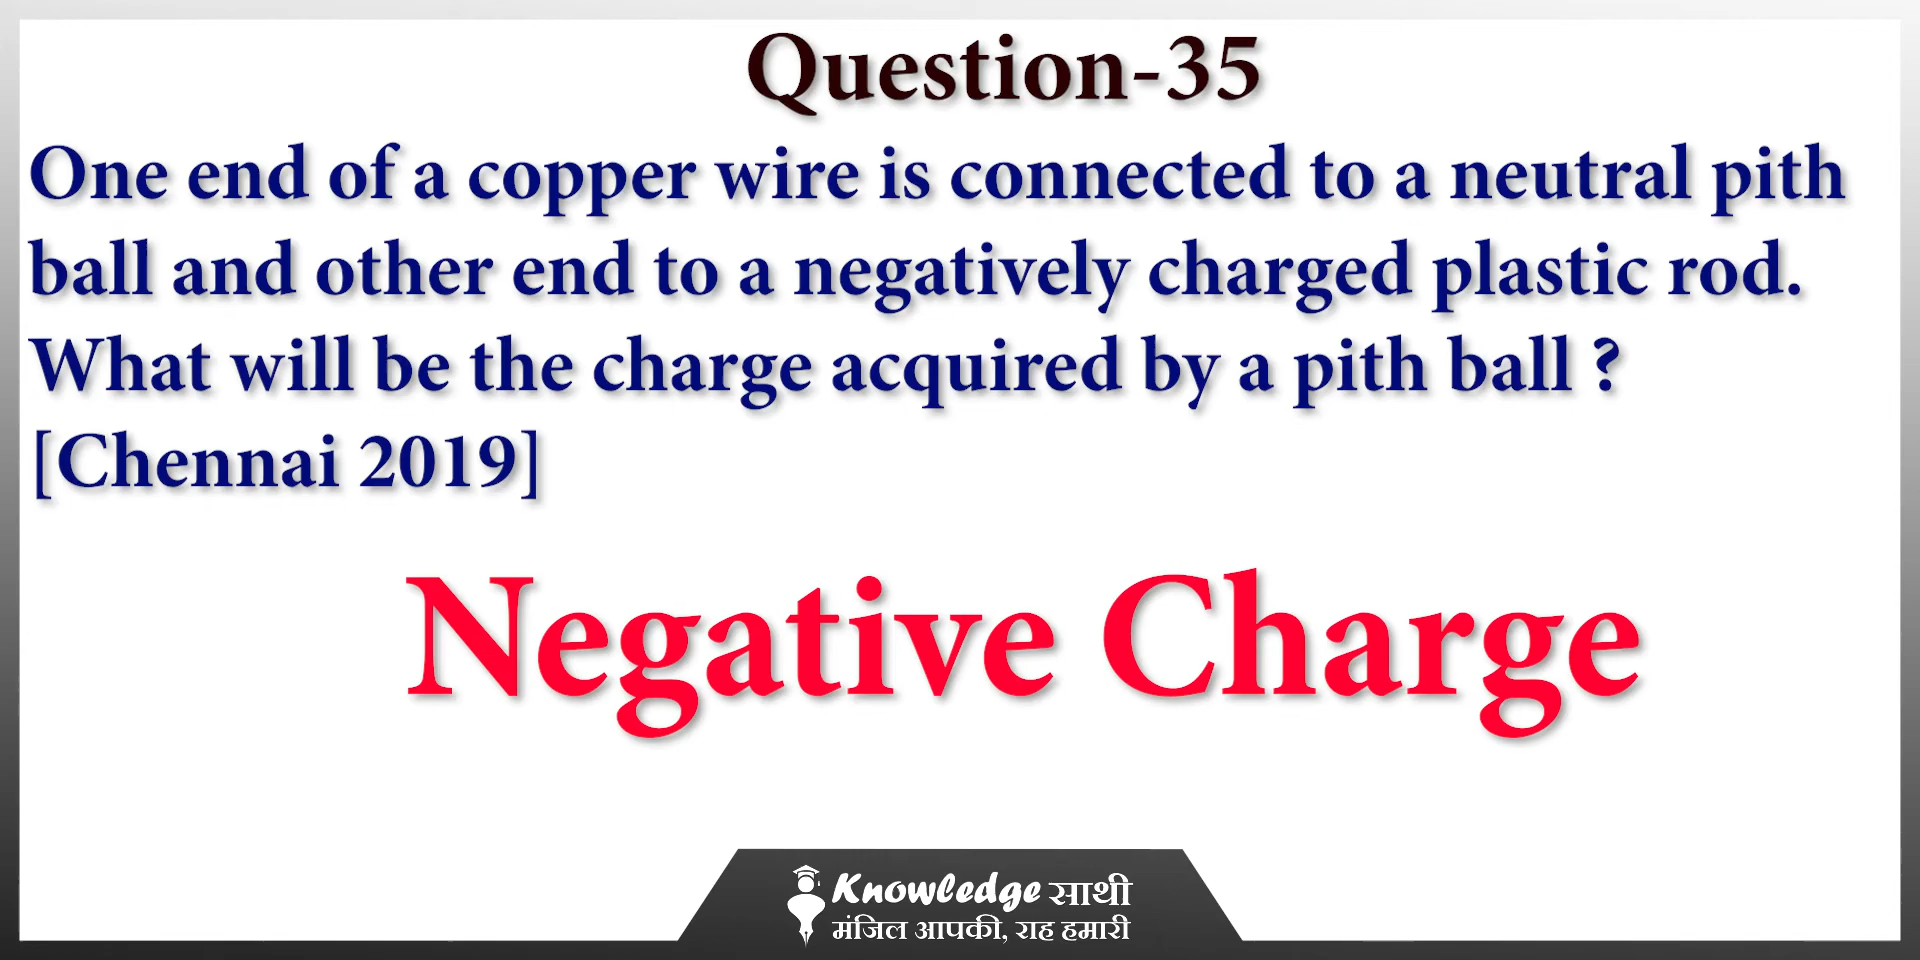 Question-35
One end of a copper wire is connected to a neutral pith
ball and other end to a negatively charged plastic rod.
What will be the charge acquired by a pith ball ?
[Chennai 2019]
Negative Charge
Knowledge साथी
मंजिल आपकी, राह हमारी